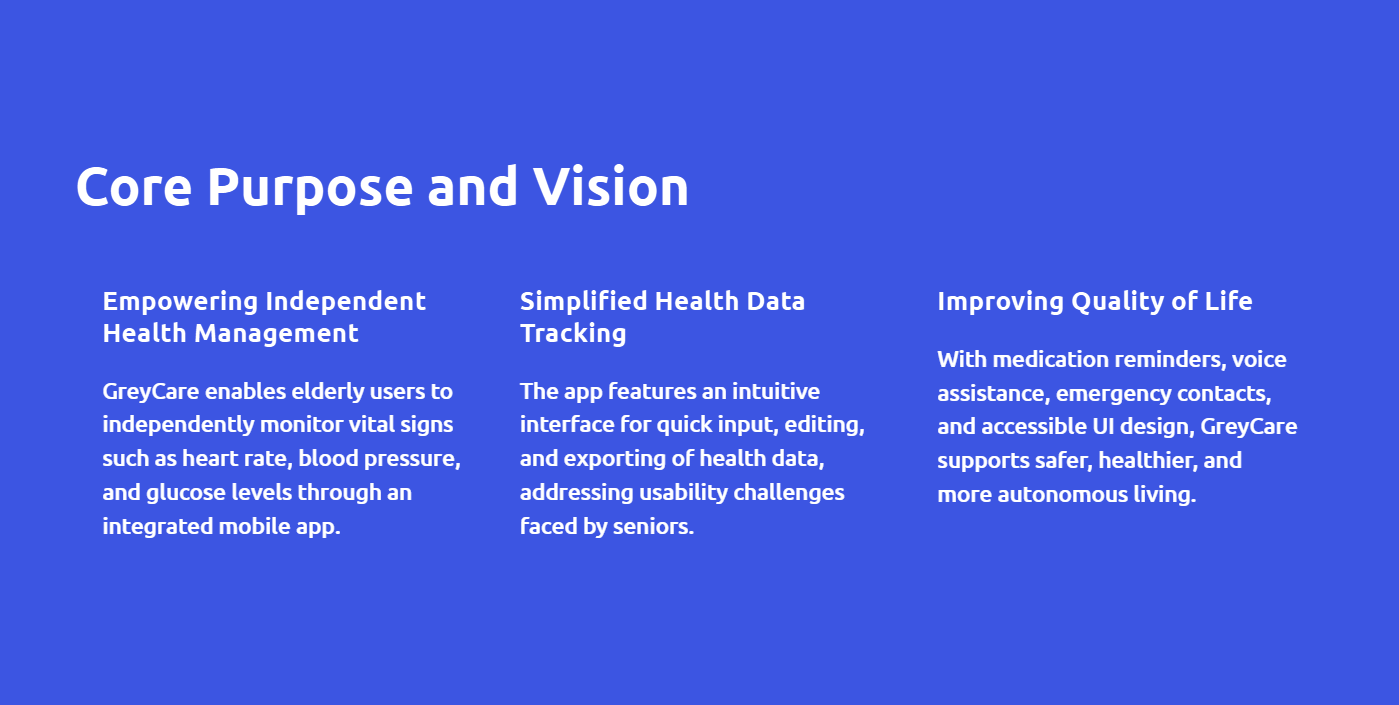 Core Purpose and Vision
Empowering Independent
Health Management
GreyCare enables elderly users to
independently monitor vital signs
such as heart rate, blood pressure,
and glucose levels through an
integrated mobile app.
Simplified Health Data
Tracking
The app features an intuitive
interface for quick input, editing,
and exporting of health data,
addressing usability challenges
faced by seniors.
Improving Quality of Life
With medication reminders, voice
assistance, emergency contacts,
and accessible UI design, GreyCare
supports safer, healthier, and
more autonomous living.